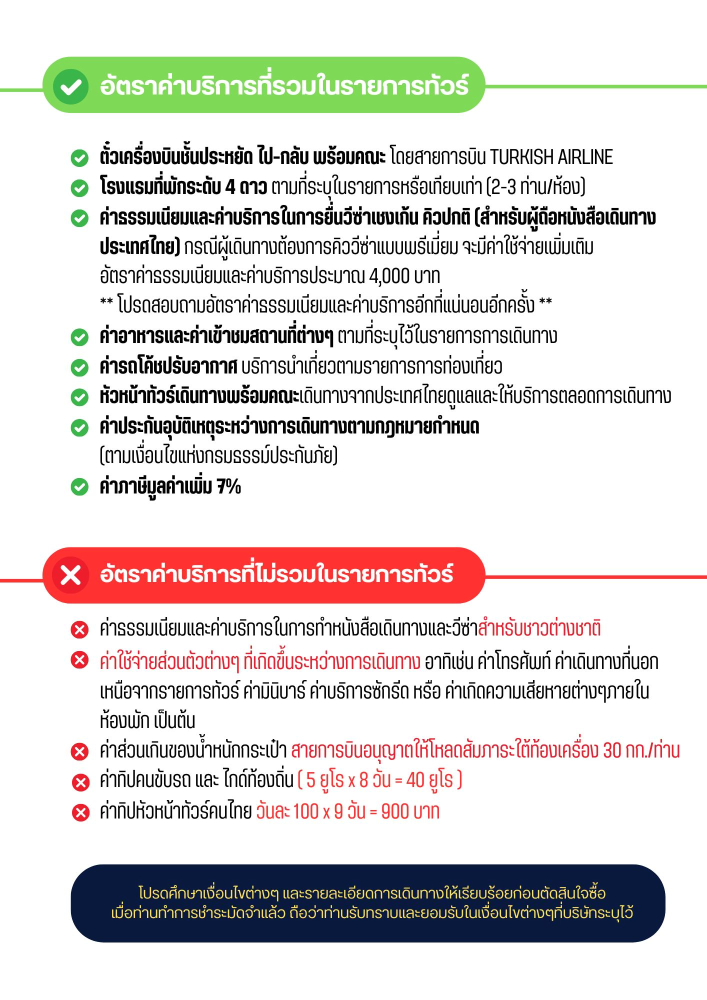 อัตราค่าบริการที่รวมในรายการทัวร์
ตั๋วเครื่องบินชั้นประหยัด ไป-กลับ พร้อมคณะ โดยสายการบิน TURKISH AIRLINE
โรงแรมที่พักระดับ 4 ดาว ตามที่ระบุในรายการหรือเทียบเท่า (2-3 ท่าน/ห้อง)
ค่าธรรมเนียมและค่าบริการในการยื่นวีซ่าเชงเก้น คิวปกติ (สำหรับผู้ถือหนังสือเดินทาง
ประเทศไทย) กรณีผู้เดินทางต้องการคิววีซ่าแบบพรีเมี่ยม จะมีค่าใช้จ่ายเพิ่มเติม
อัตราค่าธรรมเนียมและค่าบริการประมาณ 4,000 บาท
** โปรดสอบถามอัตราค่าธรรมเนียมและค่าบริการอีกที่แน่นอนอีกครั้ง **
ค่าอาหารและค่าเข้าชมสถานที่ต่างๆ ตามที่ระบุไว้ในรายการการเดินทาง
ค่ารถโค้ชปรับอากาศ บริการนำเที่ยวตามรายการการท่องเที่ยว
หัวหน้าทัวร์เดินทางพร้อมคณะเดินทางจากประเทศไทยดูแลและให้บริการตลอดการเดินทาง
ค่าประกันอุบัติเหตุระหว่างการเดินทางตามกฎหมายกำหนด
(ตามเงื่อนไขแห่งกรมธรรม์ประกันภัย)
ค่าภาษีมูลค่าเพิ่ม 7%
อัตราค่าบริการที่ไม่รวมในรายการทัวร์
ค่าธรรมเนียมและค่าบริการในการทำหนังสือเดินทางและวีซ่าสำหรับชาวต่างชาติ
ค่าใช้จ่ายส่วนตัวต่างๆ ที่เกิดขึ้นระหว่างการเดินทาง อาทิเช่น ค่าโทรศัพท์ ค่าเดินทางที่นอก
เหนือจากรายการทัวร์ ค่ามินิบาร์ ค่าบริการซักรีด หรือ ค่าเกิดความเสียหายต่างๆภายใน
ห้องพัก เป็นต้น
ค่าส่วนเกินของน้ำหนักกระเป๋า สายการบินอนุญาตให้โหลดสัมภาระใต้ท้องเครื่อง 30 กก./ท่าน
ค่าทิปคนขับรถ และ ไกด์ท้องถิ่น ( 5 ยูโร x 8 วัน = 40 ยูโร )
ค่าทิปหัวหน้าทัวร์คนไทย วันละ 100 x 9 วัน = 900 บาท
โปรดศึกษาเงื่อนไขต่างๆ และรายละเอียดการเดินทางให้เรียบร้อยก่อนตัดสินใจซื้อ
เมื่อท่านทำการชำระมัดจำแล้ว ถือว่าท่านรับทราบและยอมรับในเงื่อนไขต่างๆที่บริษัทระบุไว้